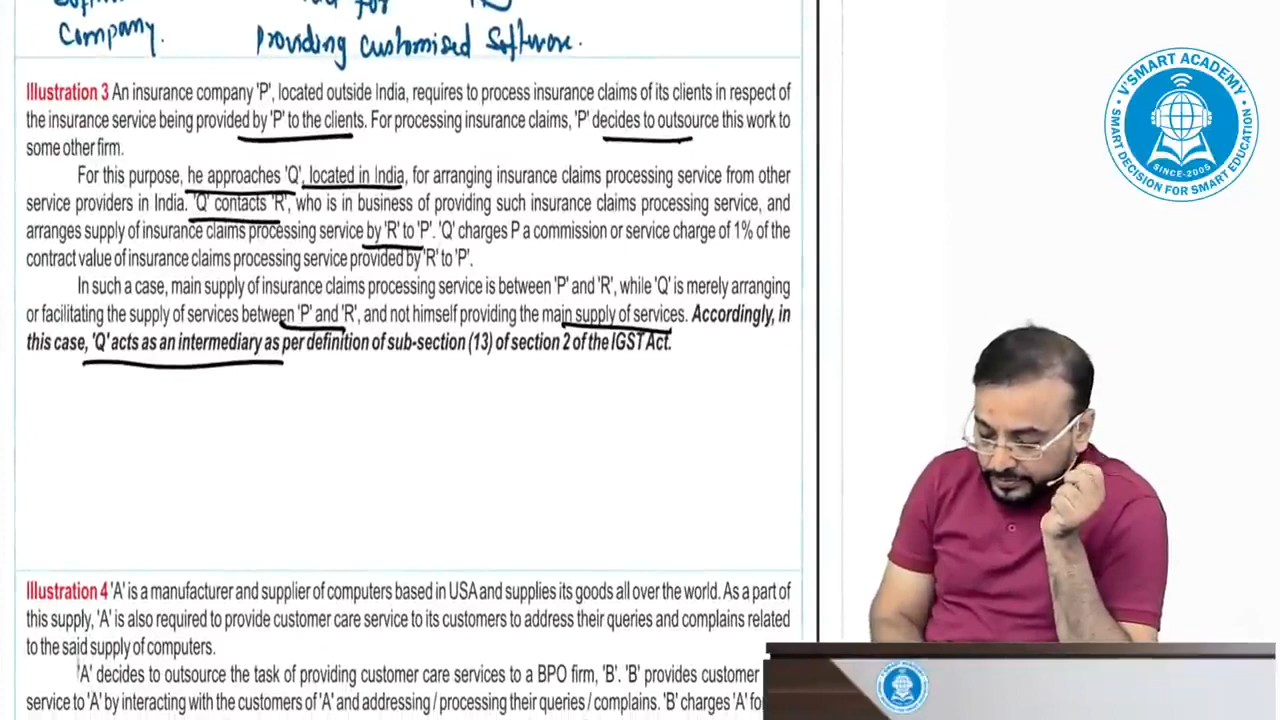 for
Company.
Providing customised Software.
Illustration 3 An insurance company 'P', located outside India, requires to process insurance claims of its clients in respect of
the insurance service being provided by 'P' to the clients. For processing insurance claims, 'P' decides to outsource this work to
some other firm.
For this purpose, he approaches 'Q', located in India, for arranging insurance claims processing service from other
service providers in India. 'Q' contacts 'R', who is in business of providing such insurance claims processing service, and
arranges supply of insurance claims processing service by 'R' to 'P'. 'Q' charges P a commission or service charge of 1% of the
contract value of insurance claims processing service provided by 'R' to 'P'.
In such a case, main supply of insurance claims processing service is between 'P' and 'R', while 'Q' is merely arranging
or facilitating the supply of services between 'P' and 'R', and not himself providing the main supply of services. Accordingly, in
this case, 'Q' acts as an intermediary as per definition of sub-section (13) of section 2 of the IGST Act.
Illustration 4 'A' is a manufacturer and supplier of computers based in USA and supplies its goods all over the world. As a part of
this supply, 'A' is also required to provide customer care service to its customers to address their queries and complains related
to the said supply of computers.
'A' decides to outsource the task of providing customer care services to a BPO firm, 'B'. 'B' provides customer
service to 'A' by interacting with the customers of 'A' and addressing / processing their queries / complains. 'B' charges 'A'
V'SMART ACADEMY
SMART DECISION FOR SMART EDUCATION
SINCE-2005